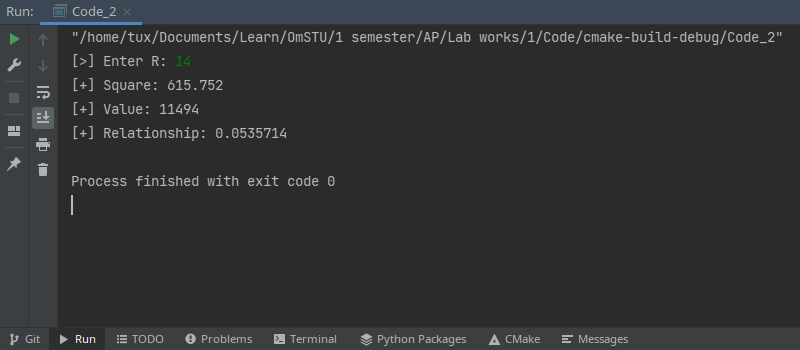 Run: Code_2
"/home/tux/Documents/Learn/OmSTU/1 semester/AP/Lab works/1/Code/cmake-build-debug/Code_2"
[>] Enter R: 14
[+] Square: 615.752
[+] Value: 11494
[+] Relationship: 0.0535714
Process finished with exit code 0
Git Run TODO Problems Terminal Python Packages CMake Messages